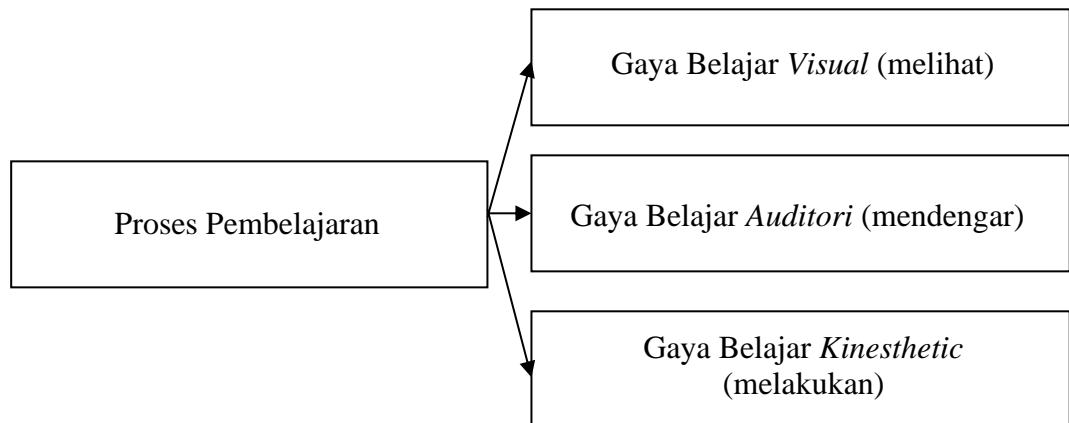 Gaya Belajar Visual (melihat)
Proses Pembelajaran
Gaya Belajar Auditori (mendengar)
Gaya Belajar Kinesthetic
(melakukan)